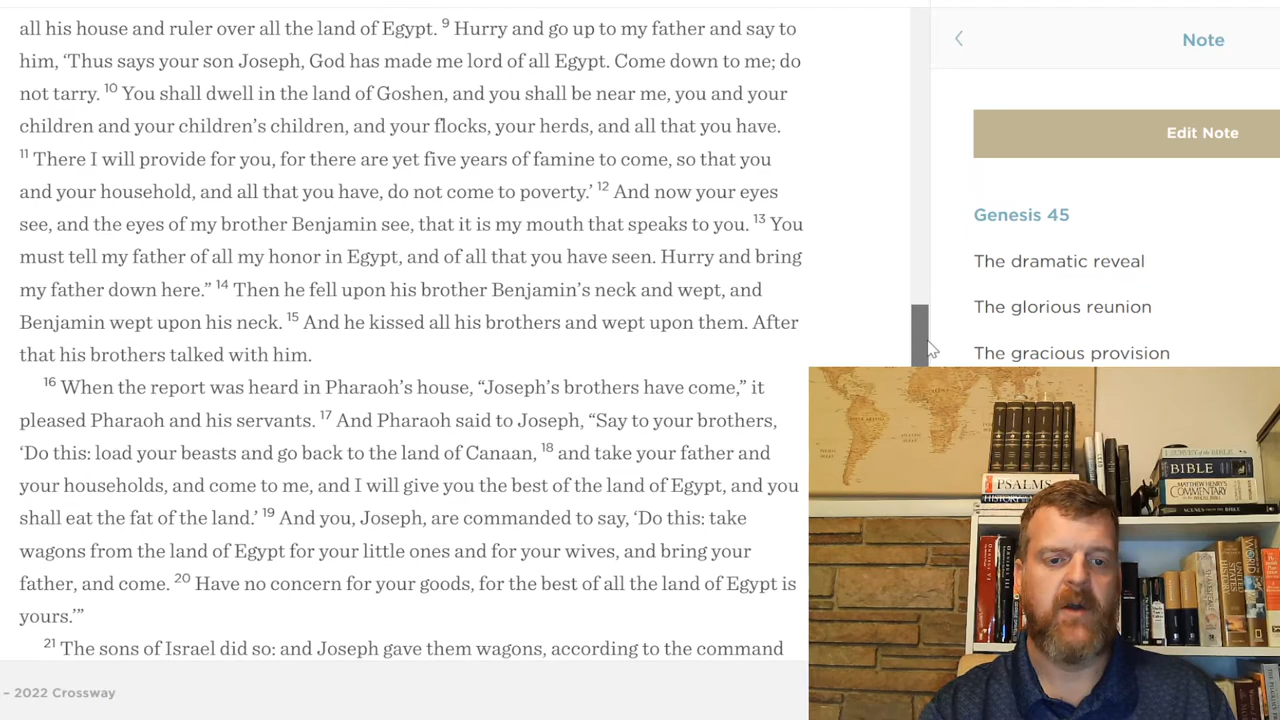 all his house and ruler over all the land of Egypt. 9 Hurry and go up to my father and say to
him, ‘Thus says your son Joseph, God has made me lord of all Egypt. Come down to me; do
not tarry. 10 You shall dwell in the land of Goshen, and you shall be near me, you and your
children and your children’s children, and your flocks, your herds, and all that you have.
11 There I will provide for you, for there are yet five years of famine to come, so that you
and your household, and all that you have, do not come to poverty.’ 12 And now your eyes
see, and the eyes of my brother Benjamin see, that it is my mouth that speaks to you. 13 You
must tell my father of all my honor in Egypt, and of all that you have seen. Hurry and bring
my father down here.” 14 Then he fell upon his brother Benjamin’s neck and wept, and
Benjamin wept upon his neck. 15 And he kissed all his brothers and wept upon them. After
that his brothers talked with him.
16 When the report was heard in Pharaoh’s house, “Joseph’s brothers have come,” it
pleased Pharaoh and his servants. 17 And Pharaoh said to Joseph, “Say to your brothers,
‘Do this: load your beasts and go back to the land of Canaan, 18 and take your father and
your households, and come to me, and I will give you the best of the land of Egypt, and you
shall eat the fat of the land.’ 19 And you, Joseph, are commanded to say, ‘Do this: take
wagons from the land of Egypt for your little ones and for your wives, and bring your
father, and come. 20 Have no concern for your goods, for the best of all the land of Egypt is
yours.’”
21 The sons of Israel did so: and Joseph gave them wagons, according to the command
– 2022 Crossway
Note
Edit Note
Genesis 45
The dramatic reveal
The glorious reunion
The gracious provision
PSALMS
HISTORY
SURVEY of the BIBLE
BIBLE
MATTHEW HENRY'S
COMMENTARY
SCENES FROM THE BIBLE
SHAKESPEARE
UNITED STATES
WORLD